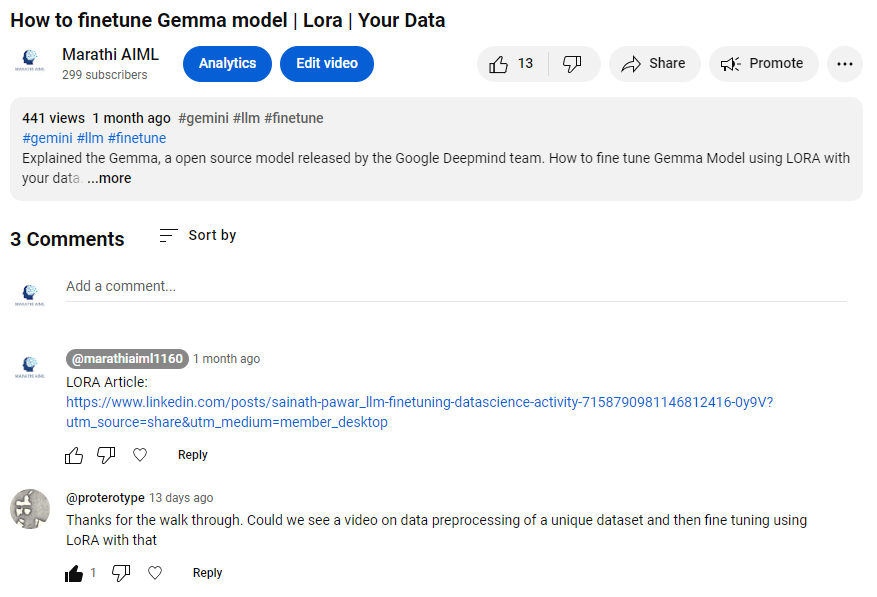 How to finetune Gemma model | Lora | Your Data
Marathi AIML
299 subscribers
Analytics
Edit video
13
Share
Promote
441 views 1 month ago #gemini #llm #finetune
#gemini #llm #finetune
Explained the Gemma, a open source model released by the Google Deepmind team. How to fine tune Gemma Model using LORA with
your data. ...more
3 Comments
Sort by
MARATHI AIML
Add a comment...
@marathiaiml1160 1 month ago
LORA Article:
https://www.linkedin.com/posts/sainath-pawar_llm-finetuning-datascience-activity-7158790981146812416-0y9V?
utm_source=share&utm_medium=member_desktop
Reply
@proterotype 13 days ago
Thanks for the walk through. Could we see a video on data preprocessing of a unique dataset and then fine tuning using
LoRA with that
1
Reply